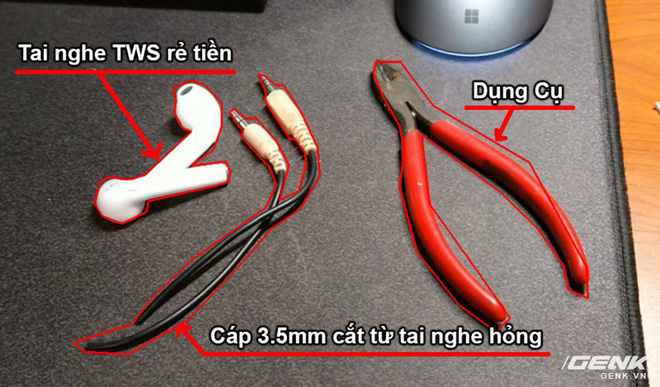 Tai nghe TWS rẻ tiền
Dụng Cụ
Cáp 3.5mm cắt từ tai nghe hỏng
GENK
GENK.VN